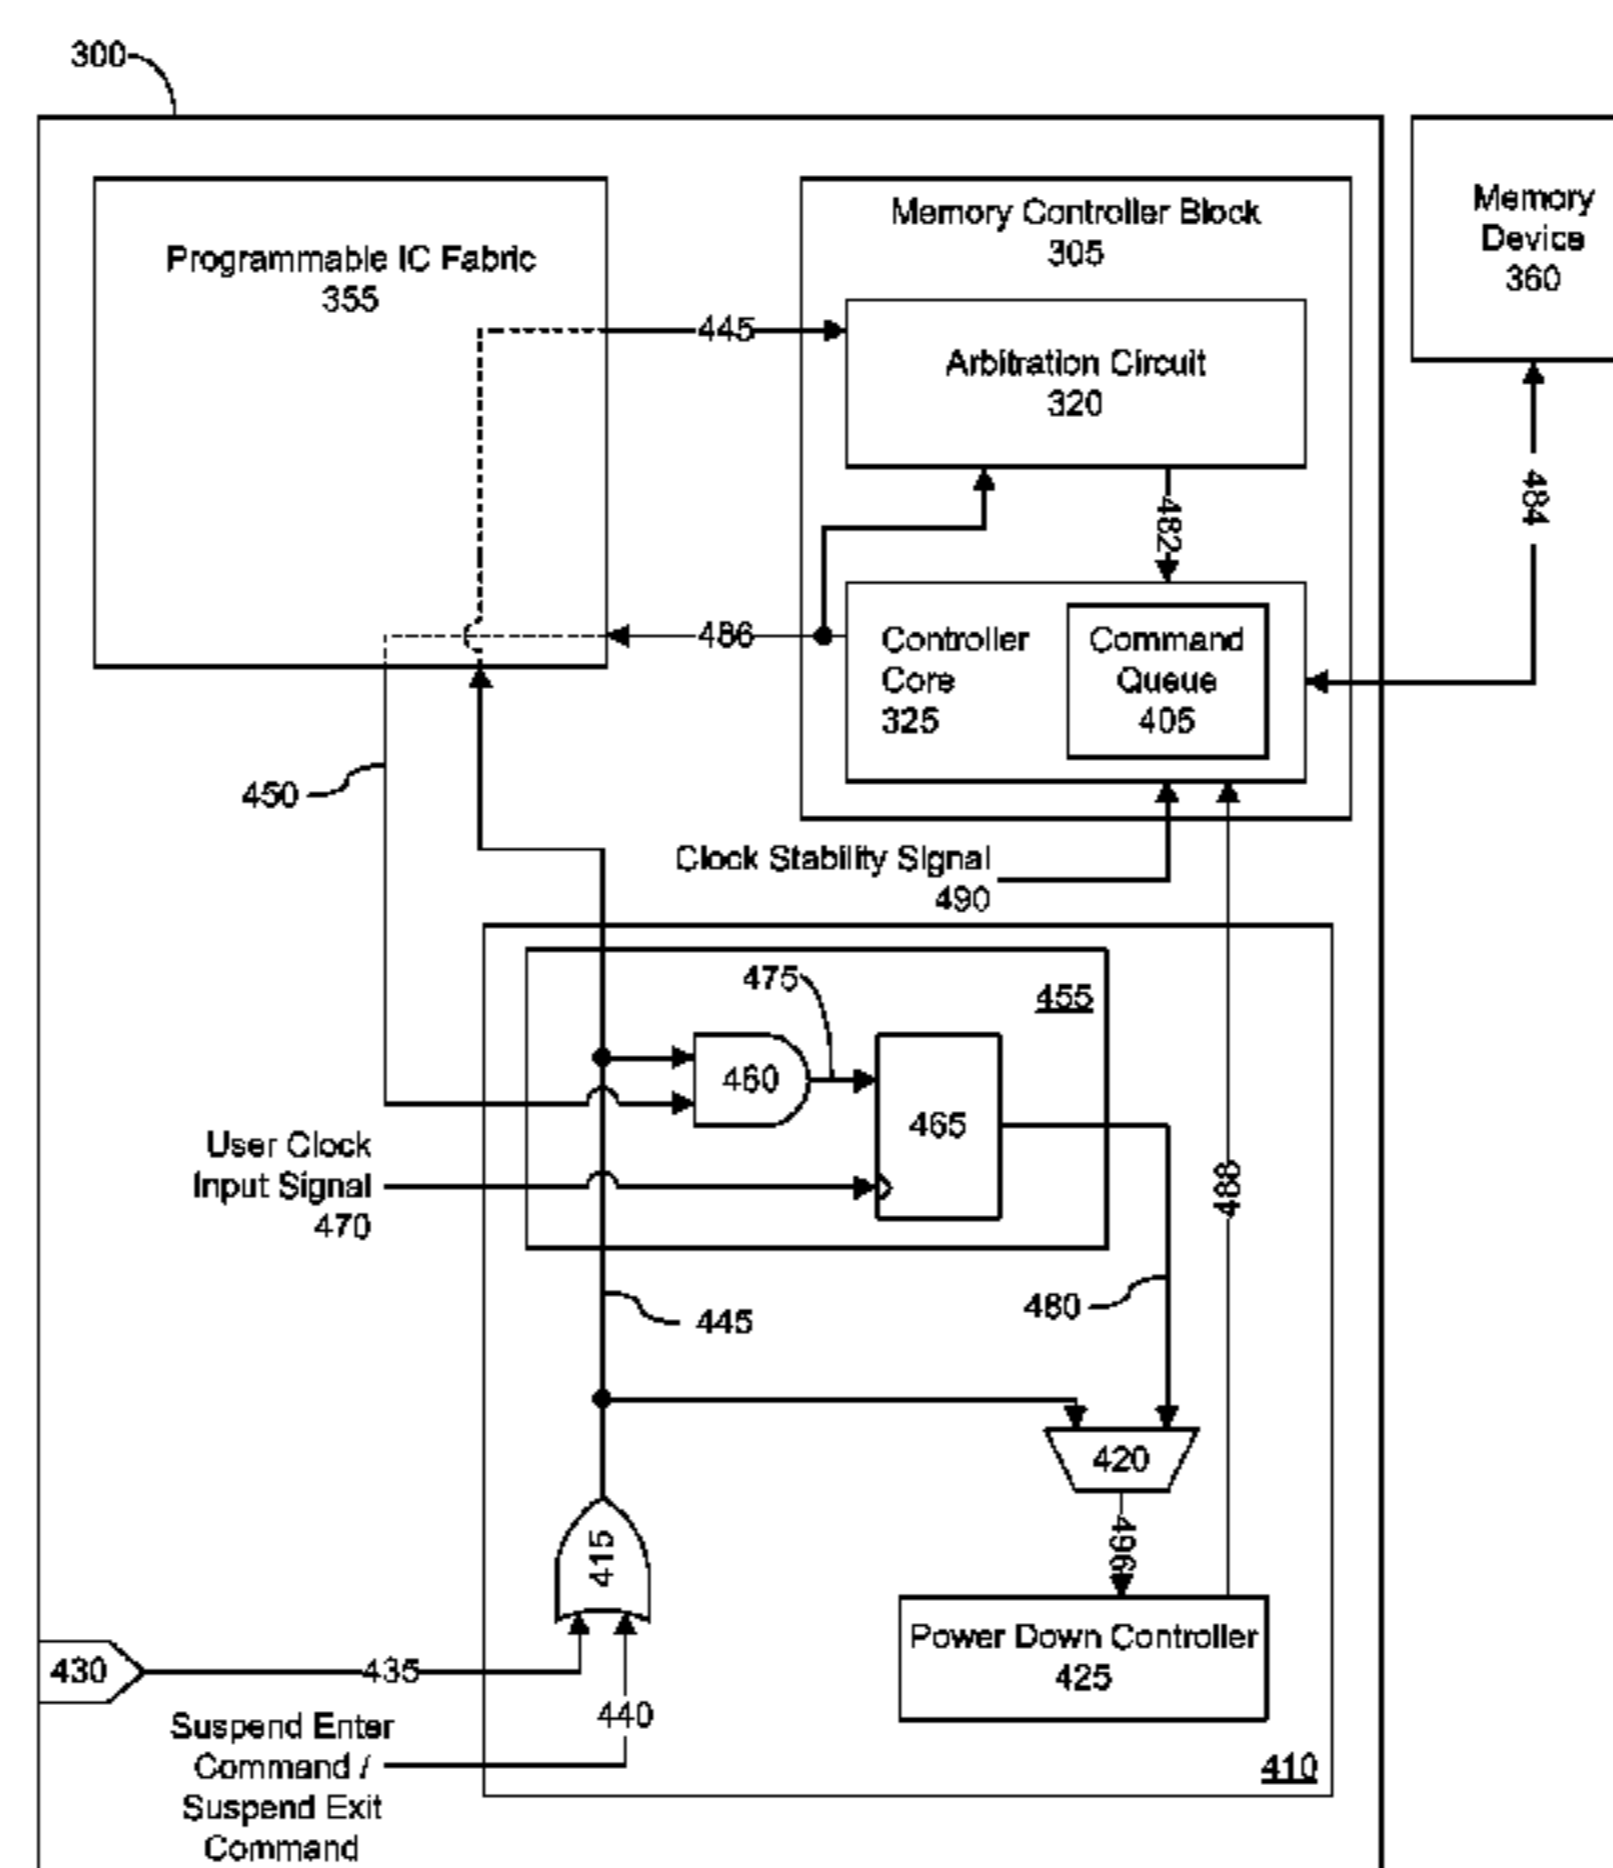 300
Programmable IC Fabric
355
Memory Controller Block
305
Memory
Device
360
445
Arbitration Circuit
320
482
484
486
Controller
Core
325
Command
Queue
405
450
Clock Stability Signal
490
475
455
460
465
User Clock
Input Signal
470
488
480
445
420
496
415
Power Down Controller
425
430
435
440
Suspend Enter
Command /
Suspend Exit
Command
410